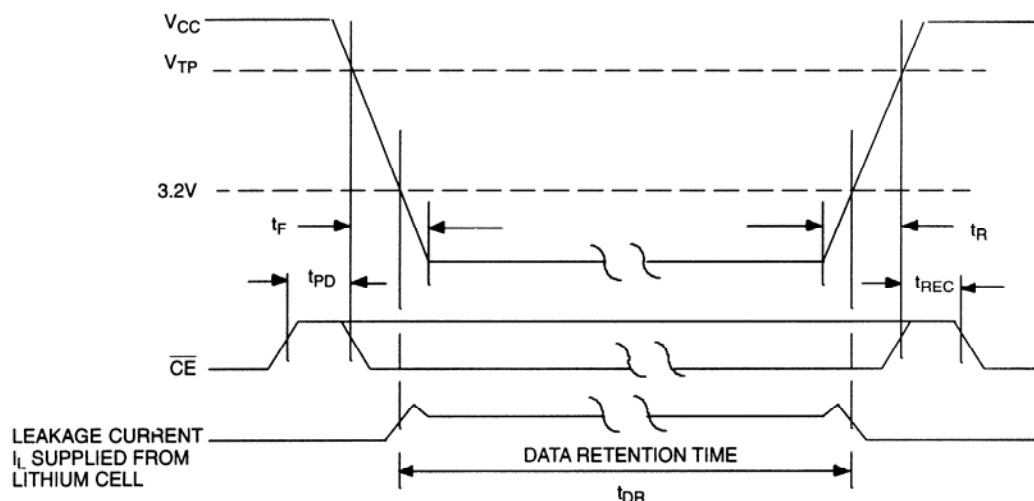 VCC
VTP
3.2V
tF
tR
tPD
tREC
CE
LEAKAGE CURRENT
IL SUPPLIED FROM
LITHIUM CELL
DATA RETENTION TIME
tDR